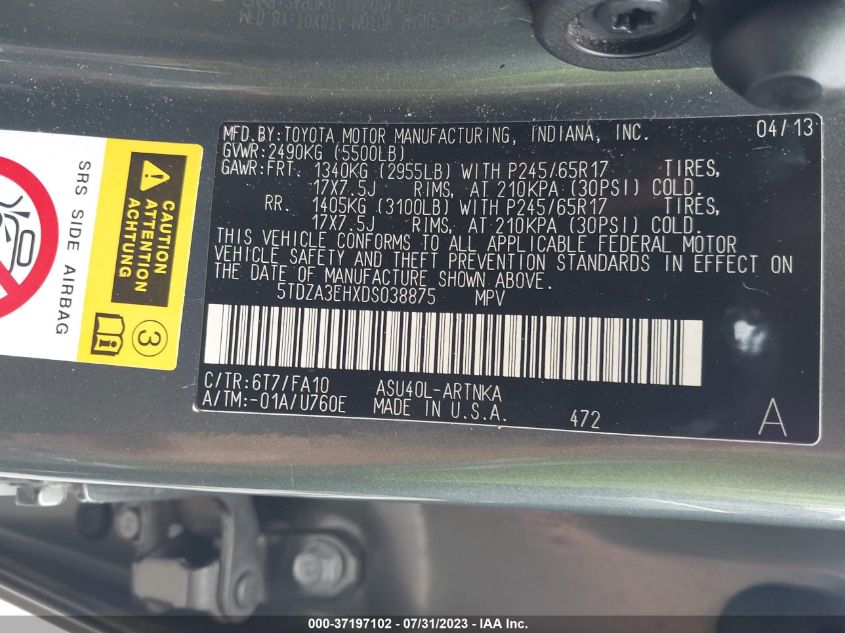 MFD.BY:TOYOTA MOTOR MANUFACTURING, INDIANA, INC. 04/13
GVWR:2490KG (5500LB)
GAWR:FRT. 1340KG (2955LB) WITH P245/65R17 TIRES,
17X7.5J RIMS, AT 210KPA (30PSI) COLD.
RR. 1405KG (3100LB) WITH P245/65R17 TIRES,
17X7.5J RIMS, AT 210KPA (30PSI) COLD.
THIS VEHICLE CONFORMS TO ALL APPLICABLE FEDERAL MOTOR
VEHICLE SAFETY AND THEFT PREVENTION STANDARDS IN EFFECT ON
THE DATE OF MANUFACTURE SHOWN ABOVE.
5TDZA3EHXDS038875 MPV
C/TR:6T7/FA10 ASU40L-ARTNKA
A/TM:-01A/U760E MADE IN U.S.A. 472 A
SRS SIDE AIRBAG
CAUTION
ATTENTION
ACHTUNG
3
i
000-37197102 - 07/31/2023 - IAA Inc.